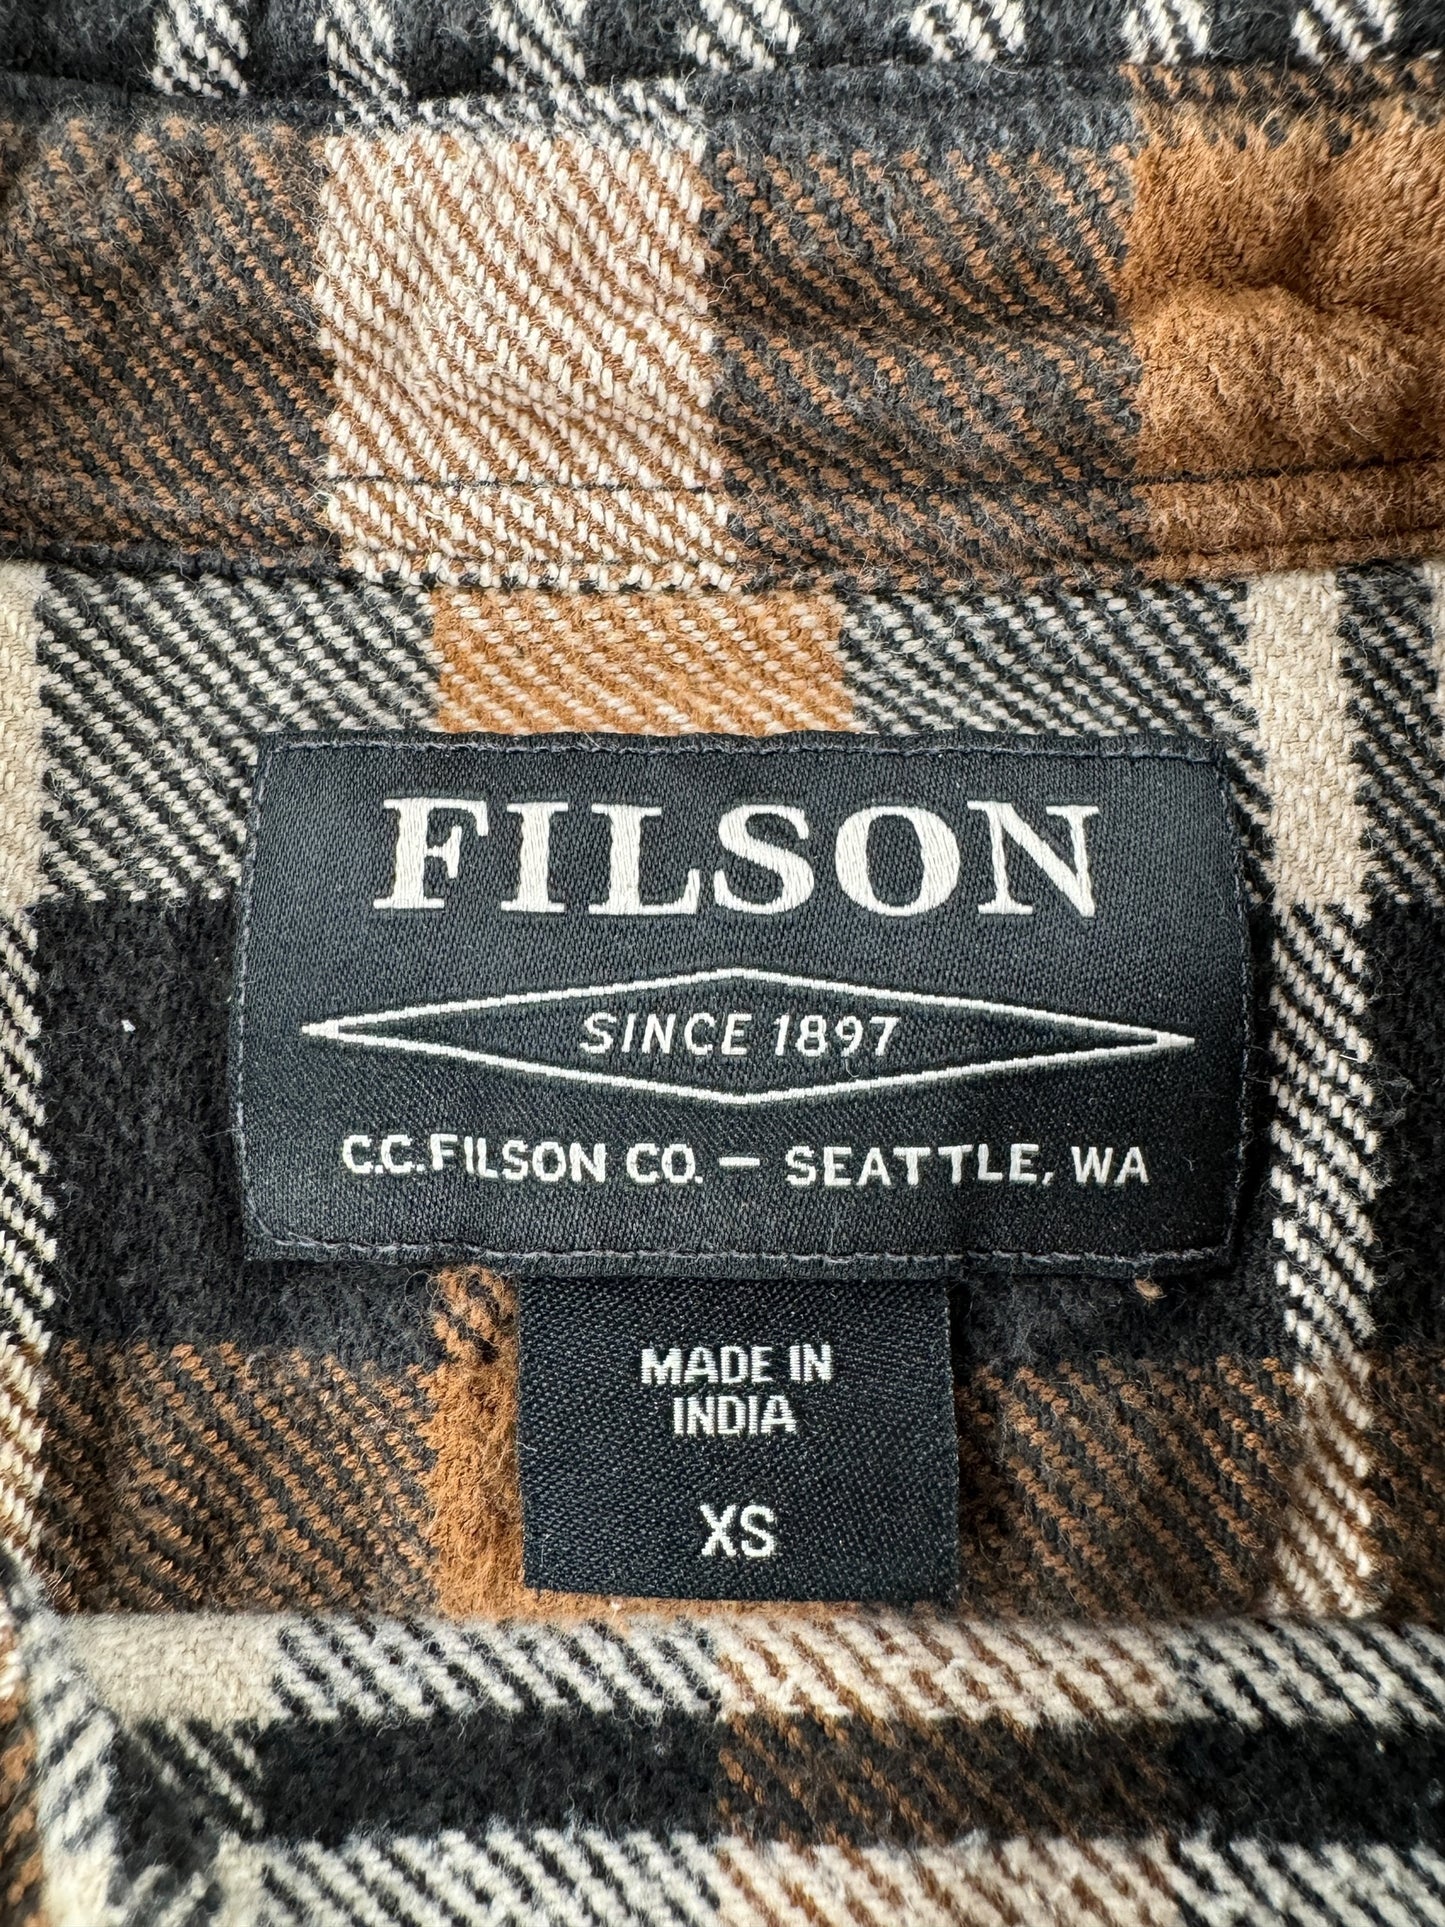 FILSON
SINCE 1897
C.C.FILSON CO. — SEATTLE, WA
MADE IN
INDIA
XS